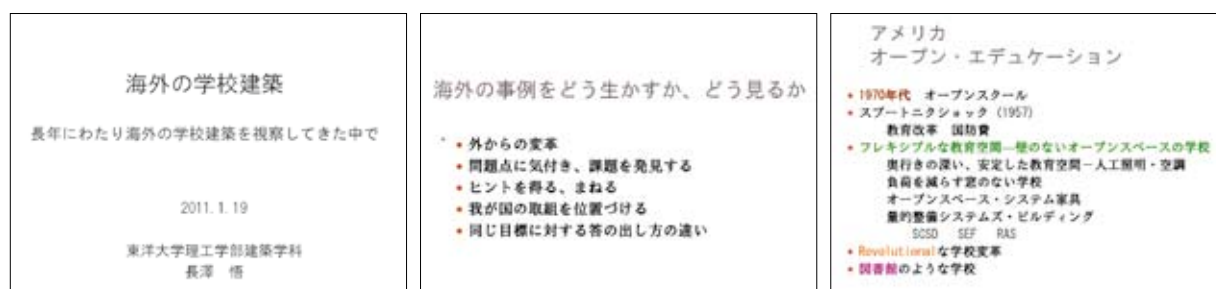 海外の学校建築
長年にわたり海外の学校建築を視察してきた中で
2011.1.19
東洋大学理工学部建築学科
長澤 悟
海外の事例をどう生かすか、どう見るか
• 外からの変革
• 問題点に気付き、課題を発見する
• ヒントを得る、まねる
• 我が国の取組を位置づける
• 同じ目標に対する答の出し方の違い
アメリカ
オープン・エデュケーション
• 1970年代 オープンスクール
• スプートニクショック (1957)
教育改革 国防費
• フレキシブルな教育空間―壁のないオープンスペースの学校
奥行きの深い、安定した教育空間－人工照明・空調
負荷を減らす窓のない学校
オープンスペース・システム家具
量的整備システムズ・ビルディング
SCSD SEF RAS
• Revolutionalな学校変革
• 図書館のような学校